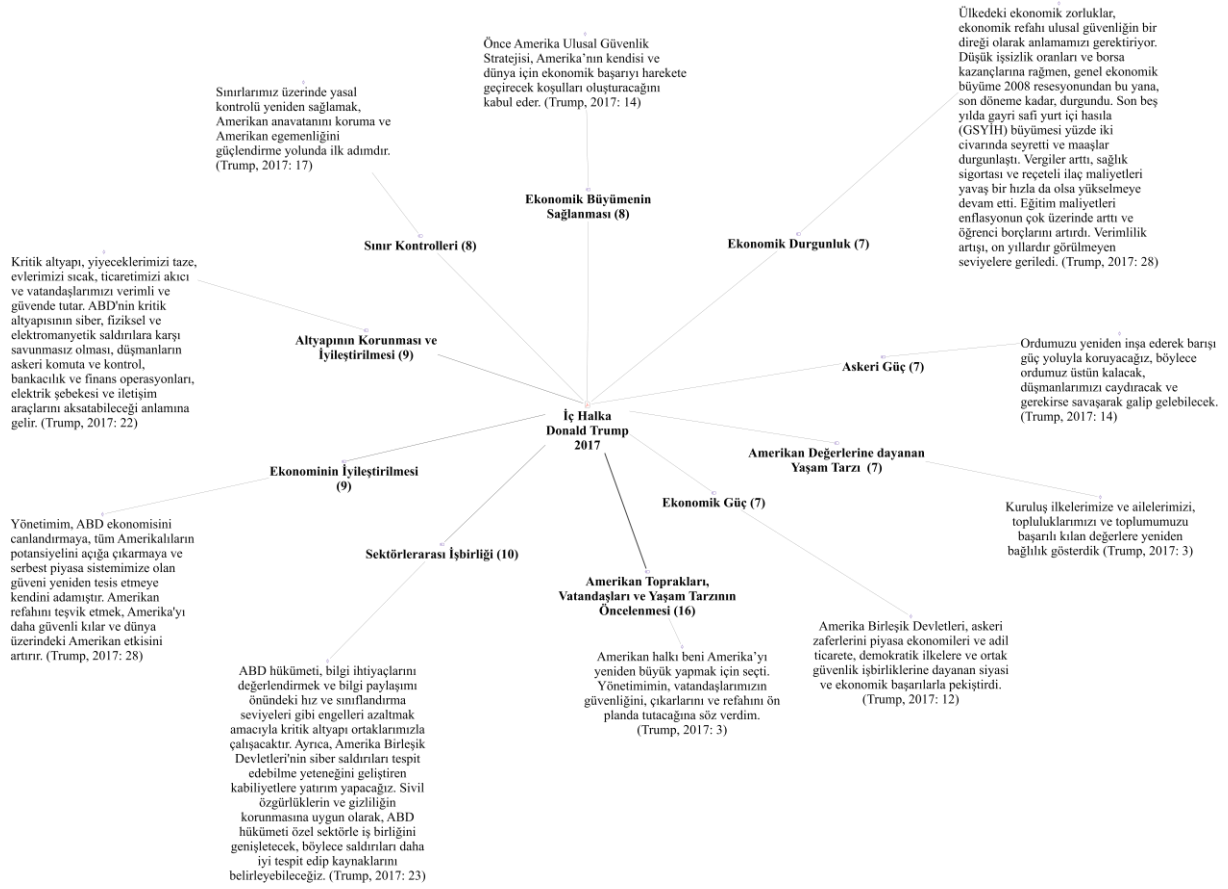 Önce Amerika Ulusal Güvenlik
Stratejisi, Amerika’nın kendisi ve
dünya için ekonomik başarıyı harekete
geçirecek koşulları oluşturacağını
kabul eder. (Trump, 2017: 14)
Ekonomik Büyümenin
Sağlanması (8)
Ülkedeki ekonomik zorluklar,
ekonomik refahı ulusal güvenliğin bir
direği olarak anlamamızı gerektiriyor.
Düşük işsizlik oranları ve borsa
kazançlarına rağmen, genel ekonomik
büyüme 2008 resesyonundan bu yana,
son döneme kadar, durgundu. Son beş
yılda gayri safi yurt içi hasıla
(GSYİH) büyümesi yüzde iki
civarında seyretti ve maaşlar
durgunlaştı. Vergiler arttı, sağlık
sigortası ve reçeteli ilaç maliyetleri
yavaş bir hızla da olsa yükselmeye
devam etti. Eğitim maliyetleri
enflasyonun çok üzerinde arttı ve
öğrenci borçlarını artırdı. Verimlilik
artışı, on yıllardır görülmeyen
seviyelere geriledi. (Trump, 2017: 28)
Ekonomik Durgunluk (7)
Sınırlarımız üzerinde yasal
kontrolü yeniden sağlamak,
Amerikan anavatanını koruma ve
Amerikan egemenliğini
güçlendirme yolunda ilk adımdır.
(Trump, 2017: 17)
Sınır Kontrolleri (8)
Kritik altyapı, yiyeceklerimizi taze,
evlerimizi sıcak, ticaretimizi akıcı
ve vatandaşlarımızı verimli ve
güvende tutar. ABD'nin kritik
altyapısının siber, fiziksel ve
elektromanyetik saldırılara karşı
savunmasız olması, düşmanların
askeri komuta ve kontrol,
bankacılık ve finans operasyonları,
elektrik şebekesi ve iletişim
araçlarını aksatabileceği anlamına
gelir. (Trump, 2017: 22)
Altyapının Korunması ve
İyileştirilmesi (9)
Askeri Güç (7)
Ordumuzu yeniden inşa ederek barışı
güç yoluyla koruyacağız, böylece
ordumuz üstün kalacak,
düşmanlarımızı caydıracak ve
gerekirse savaşarak galip gelebilecek.
(Trump, 2017: 14)
İç Halka
Donald Trump
2017
Amerikan Değerlerine dayanan
Yaşam Tarzı (7)
Kuruluş ilkelerimize ve ailelerimizi,
topluluklarımızı ve toplumumuzu
başarılı kılan değerlere yeniden
bağlılık gösterdik (Trump, 2017: 3)
Ekonominin İyileştirilmesi
(9)
Yönetimim, ABD ekonomisini
canlandırmaya, tüm Amerikalıların
potansiyelini açığa çıkarmaya ve
serbest piyasa sistemimize olan
güveni yeniden tesis etmeye
kendini adamıştır. Amerikan
refahını teşvik etmek, Amerika'yı
daha güvenli kılar ve dünya
üzerindeki Amerikan etkisini
artırır. (Trump, 2017: 28)
Ekonomik Güç (7)
Amerika Birleşik Devletleri, askeri
zaferlerini piyasa ekonomileri ve adil
ticarete, demokratik ilkelere ve ortak
güvenlik işbirliklerine dayanan siyasi
ve ekonomik başarılarla pekiştirdi.
(Trump, 2017: 12)
Sektörlerarası İşbirliği (10)
ABD hükümeti, bilgi ihtiyaçlarını
değerlendirmek ve bilgi paylaşımı
önündeki hız ve sınıflandırma
seviyeleri gibi engelleri azaltmak
amacıyla kritik altyapı ortaklarımızla
çalışacaktır. Ayrıca, Amerika Birleşik
Devletleri'nin siber saldırıları tespit
edebilme yeteneğini geliştiren
kabiliyetlere yatırım yapacağız. Sivil
özgürlüklerin ve gizliliğin
korunmasına uygun olarak, ABD
hükümeti özel sektörle iş birliğini
genişletecek, böylece saldırıları daha
iyi tespit edip kaynaklarını
belirleyebileceğiz. (Trump, 2017: 23)
Amerikan Toprakları,
Vatandaşları ve Yaşam Tarzının
Öncelenmesi (16)
Amerikan halkı beni Amerika’yı
yeniden büyük yapmak için seçti.
Yönetimimin, vatandaşlarımızın
güvenliğini, çıkarlarını ve refahını ön
planda tutacağına söz verdim.
(Trump, 2017: 3)